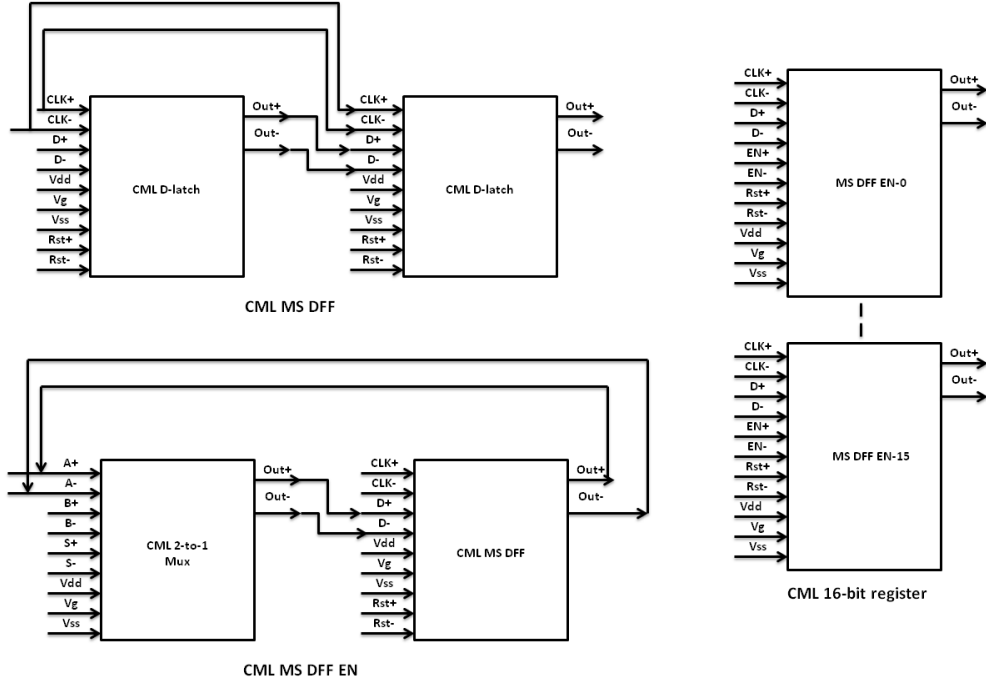 CLK+
CLK-
D+
D-
Vdd
Vg
Vss
Rst+
Rst-
CML D-latch
Out+
Out-
CLK+
CLK-
D+
D-
Vdd
Vg
Vss
Rst+
Rst-
CML D-latch
Out+
Out-
CML MS DFF
A+
A-
B+
B-
S+
S-
Vdd
Vg
Vss
CML 2-to-1
Mux
Out+
Out-
CLK+
CLK-
D+
D-
Vdd
Vg
Vss
Rst+
Rst-
CML MS DFF
Out+
Out-
CML MS DFF EN
CLK+
CLK-
D+
D-
EN+
EN-
Rst+
Rst-
Vdd
Vg
Vss
MS DFF EN-0
Out+
Out-
CLK+
CLK-
D+
D-
EN+
EN-
Rst+
Rst-
Vdd
Vg
Vss
MS DFF EN-15
Out+
Out-
CML 16-bit register